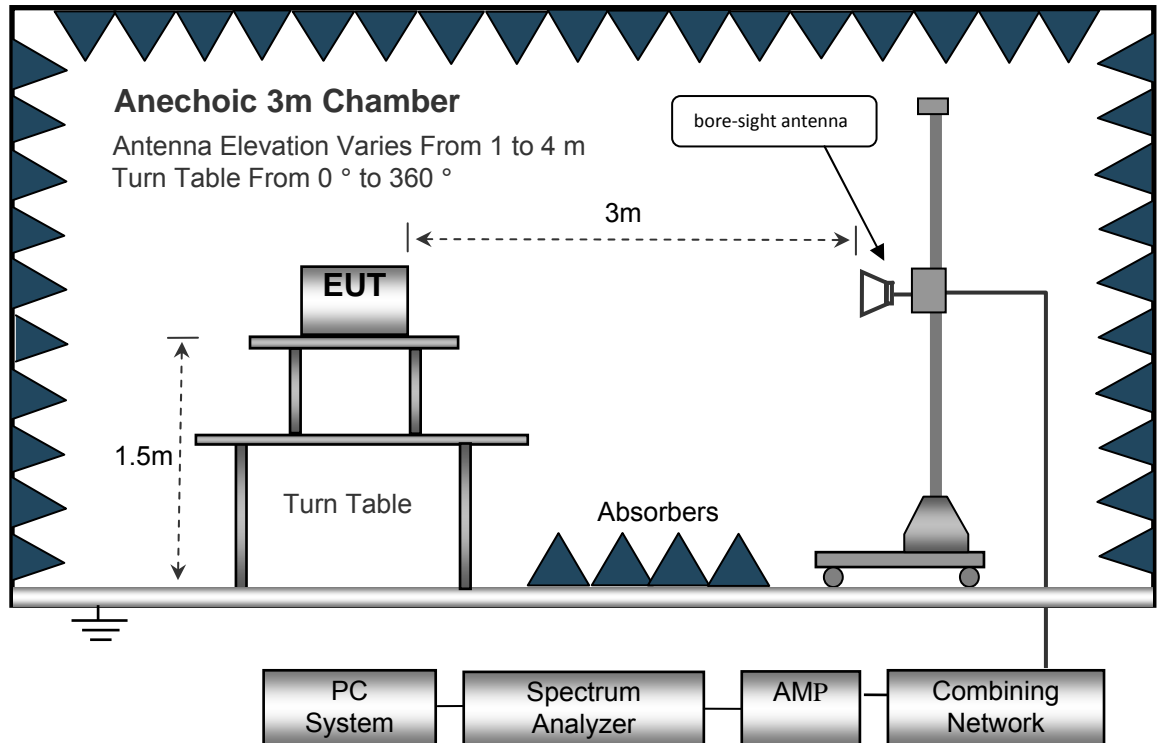 Anechoic 3m Chamber
Antenna Elevation Varies From 1 to 4 m
Turn Table From 0 ° to 360 °
bore-sight antenna
3m
EUT
1.5m
Turn Table
Absorbers
PC
System
Spectrum
Analyzer
AMP
Combining
Network